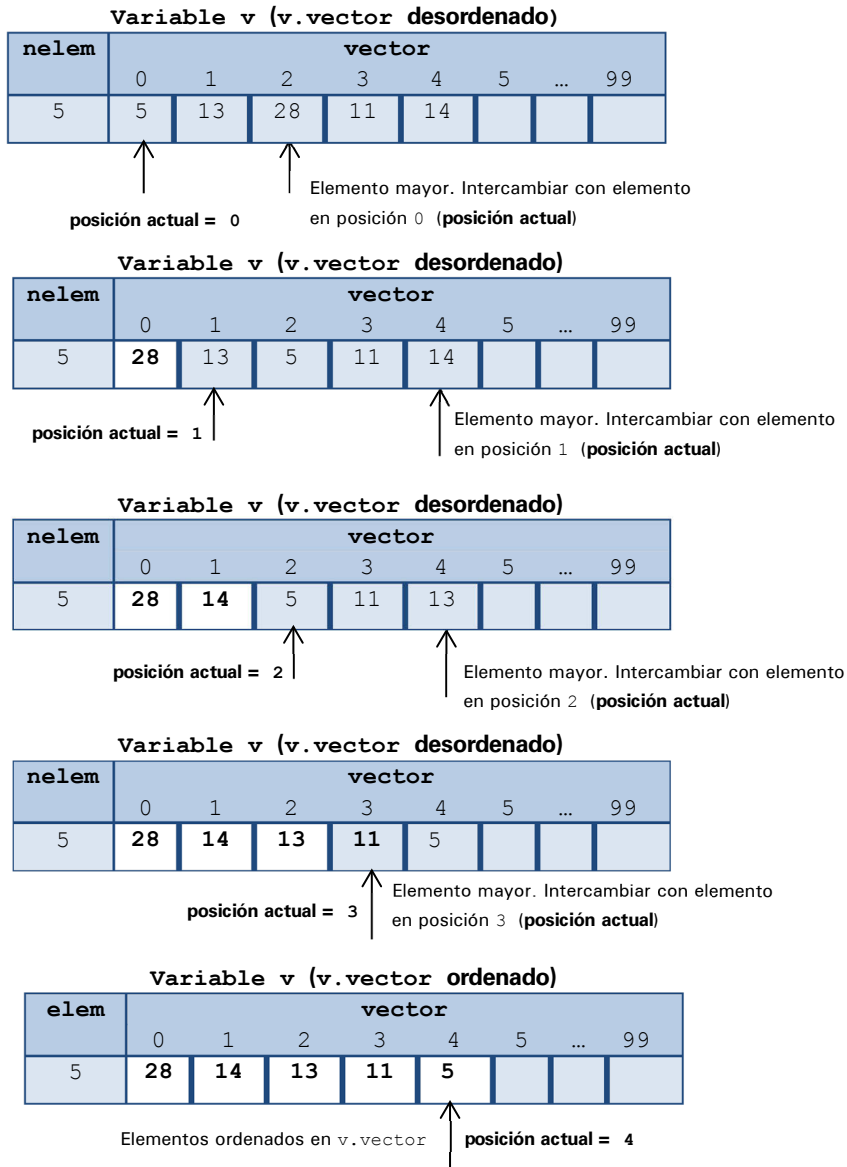 Variable v (v.vector desordenado)
nelem vector
0 1 2 3 4 5 … 99
5 5 13 28 11 14
Elemento mayor. Intercambiar con elemento
posición actual = 0 en posición 0 (posición actual)
Variable v (v.vector desordenado)
nelem vector
0 1 2 3 4 5 … 99
5 28 13 5 11 14
Elemento mayor. Intercambiar con elemento
posición actual = 1
en posición 1 (posición actual)
Variable v (v.vector desordenado)
nelem vector
0 1 2 3 4 5 … 99
5 28 14 5 11 13
posición actual = 2 Elemento mayor. Intercambiar con elemento
en posición 2 (posición actual)
Variable v (v.vector desordenado)
nelem vector
0 1 2 3 4 5 … 99
5 28 14 13 11 5
Elemento mayor. Intercambiar con elemento
posición actual = 3
en posición 3 (posición actual)
Variable v (v.vector ordenado)
elem vector
0 1 2 3 4 5 … 99
5 28 14 13 11 5
Elementos ordenados en v.vector posición actual = 4